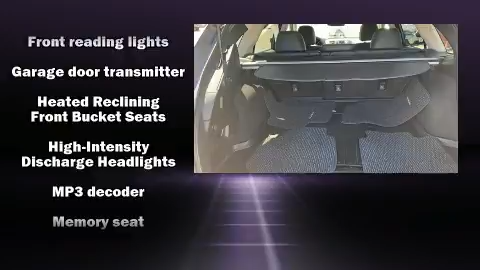 Front reading lights
Garage door transmitter
Heated Reclining
Front Bucket Seats
High-Intensity
Discharge Headlights
MP3 decoder
Memory seat